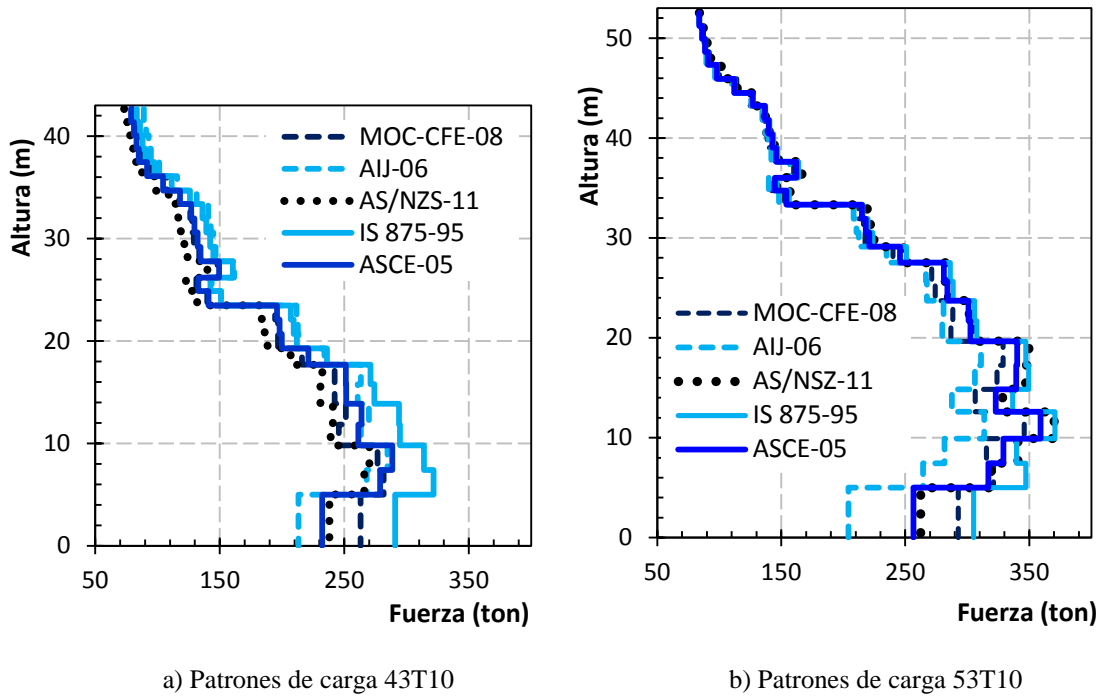 Altura (m)
40
30
20
10
0
50
150
250
350
Fuerza (ton)
MOC-CFE-08
AIJ-06
AS/NZS-11
IS 875-95
ASCE-05
a) Patrones de carga 43T10
Altura (m)
50
40
30
20
10
0
50
150
250
350
Fuerza (ton)
MOC-CFE-08
AIJ-06
AS/NSZ-11
IS 875-95
ASCE-05
b) Patrones de carga 53T10